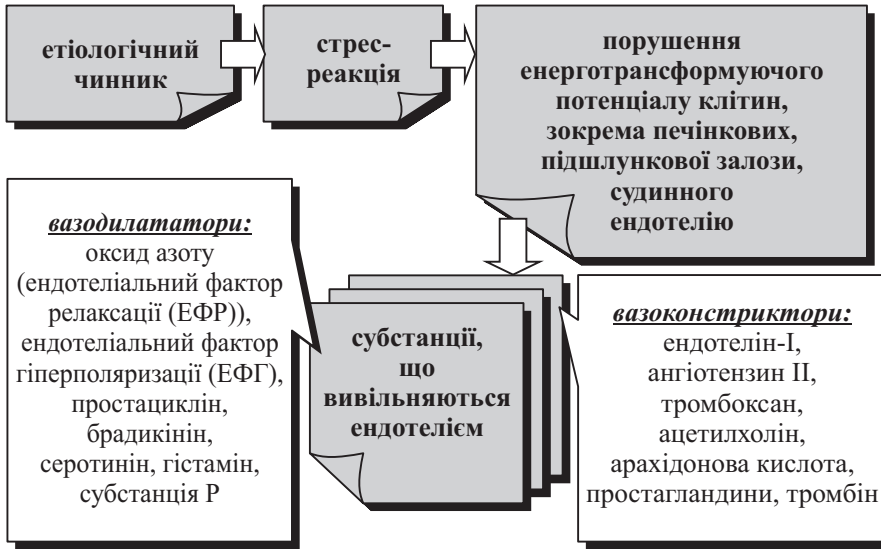 етіологічний
чинник
стрес-
реакція
порушення
енерготрансформуючого
потенціалу клітин,
зокрема печінкових,
підшлункової залози,
судинного
ендотелію
вазодилататори:
оксид азоту
(ендотеліальний фактор
релаксації (ЕФР)),
ендотеліальний фактор
гіперполяризації (ЕФГ),
простациклін,
брадикінін,
серотинін, гістамін,
субстанція Р
субстанції,
що
вивільняються
ендотелієм
вазоконстриктори:
ендотелін-І,
ангіотензин ІІ,
тромбоксан,
ацетилхолін,
арахідонова кислота,
простагландини, тромбін